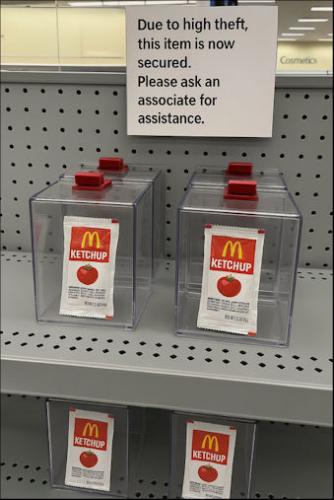 Due to high theft,
this item is now
secured.
Please ask an
associate for
assistance.
Cosmetics
KETCHUP
KETCHUP
KETCHUP
KETCHUP